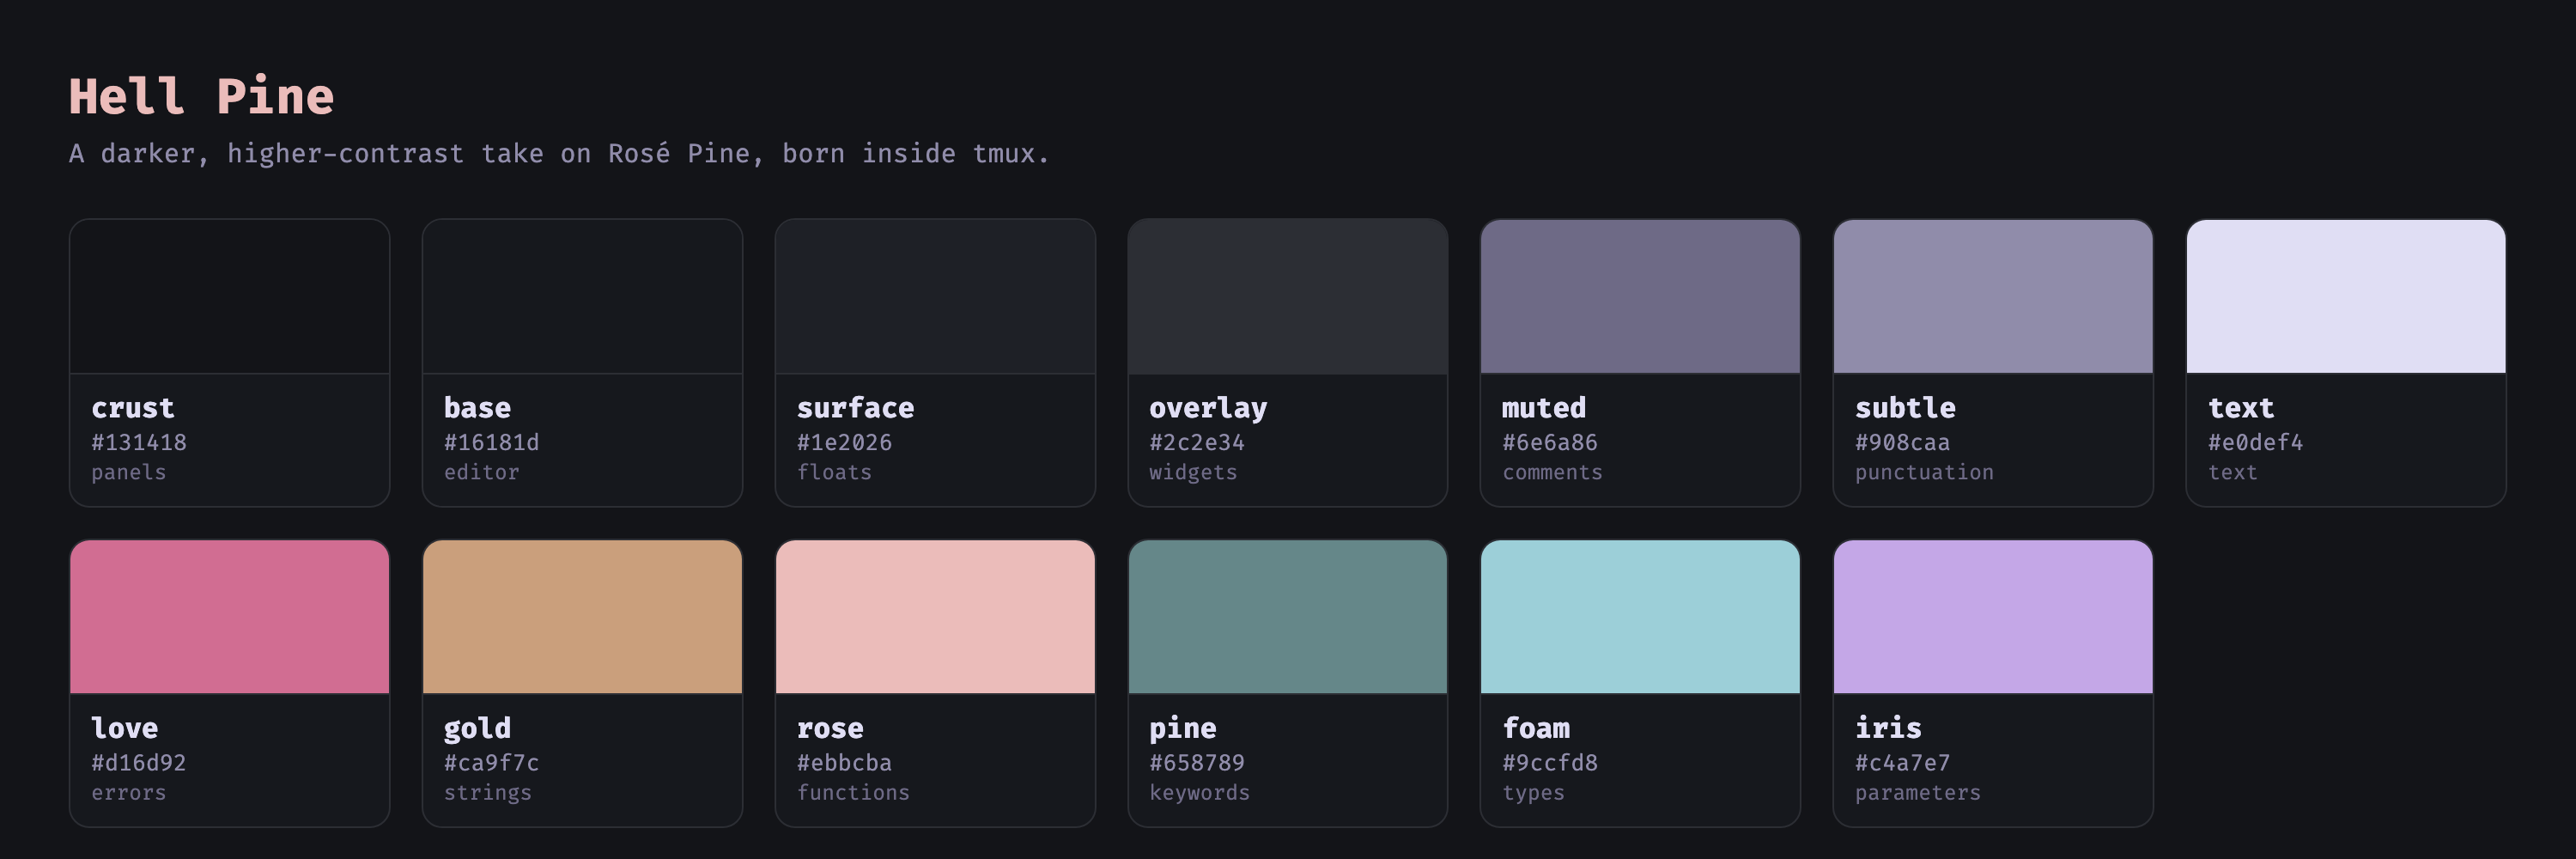 Hell Pine
A darker, higher-contrast take on Rosé Pine, born inside tmux.
crust
#131418
panels
base
#16181d
editor
surface
#1e2026
floats
overlay
#2c2e34
widgets
muted
#6e6a86
comments
subtle
#908caa
punctuation
text
#e0def4
text
love
#d16d92
errors
gold
#ca9f7c
strings
rose
#ebbcba
functions
pine
#658789
keywords
foam
#9ccfd8
types
iris
#c4a7e7
parameters